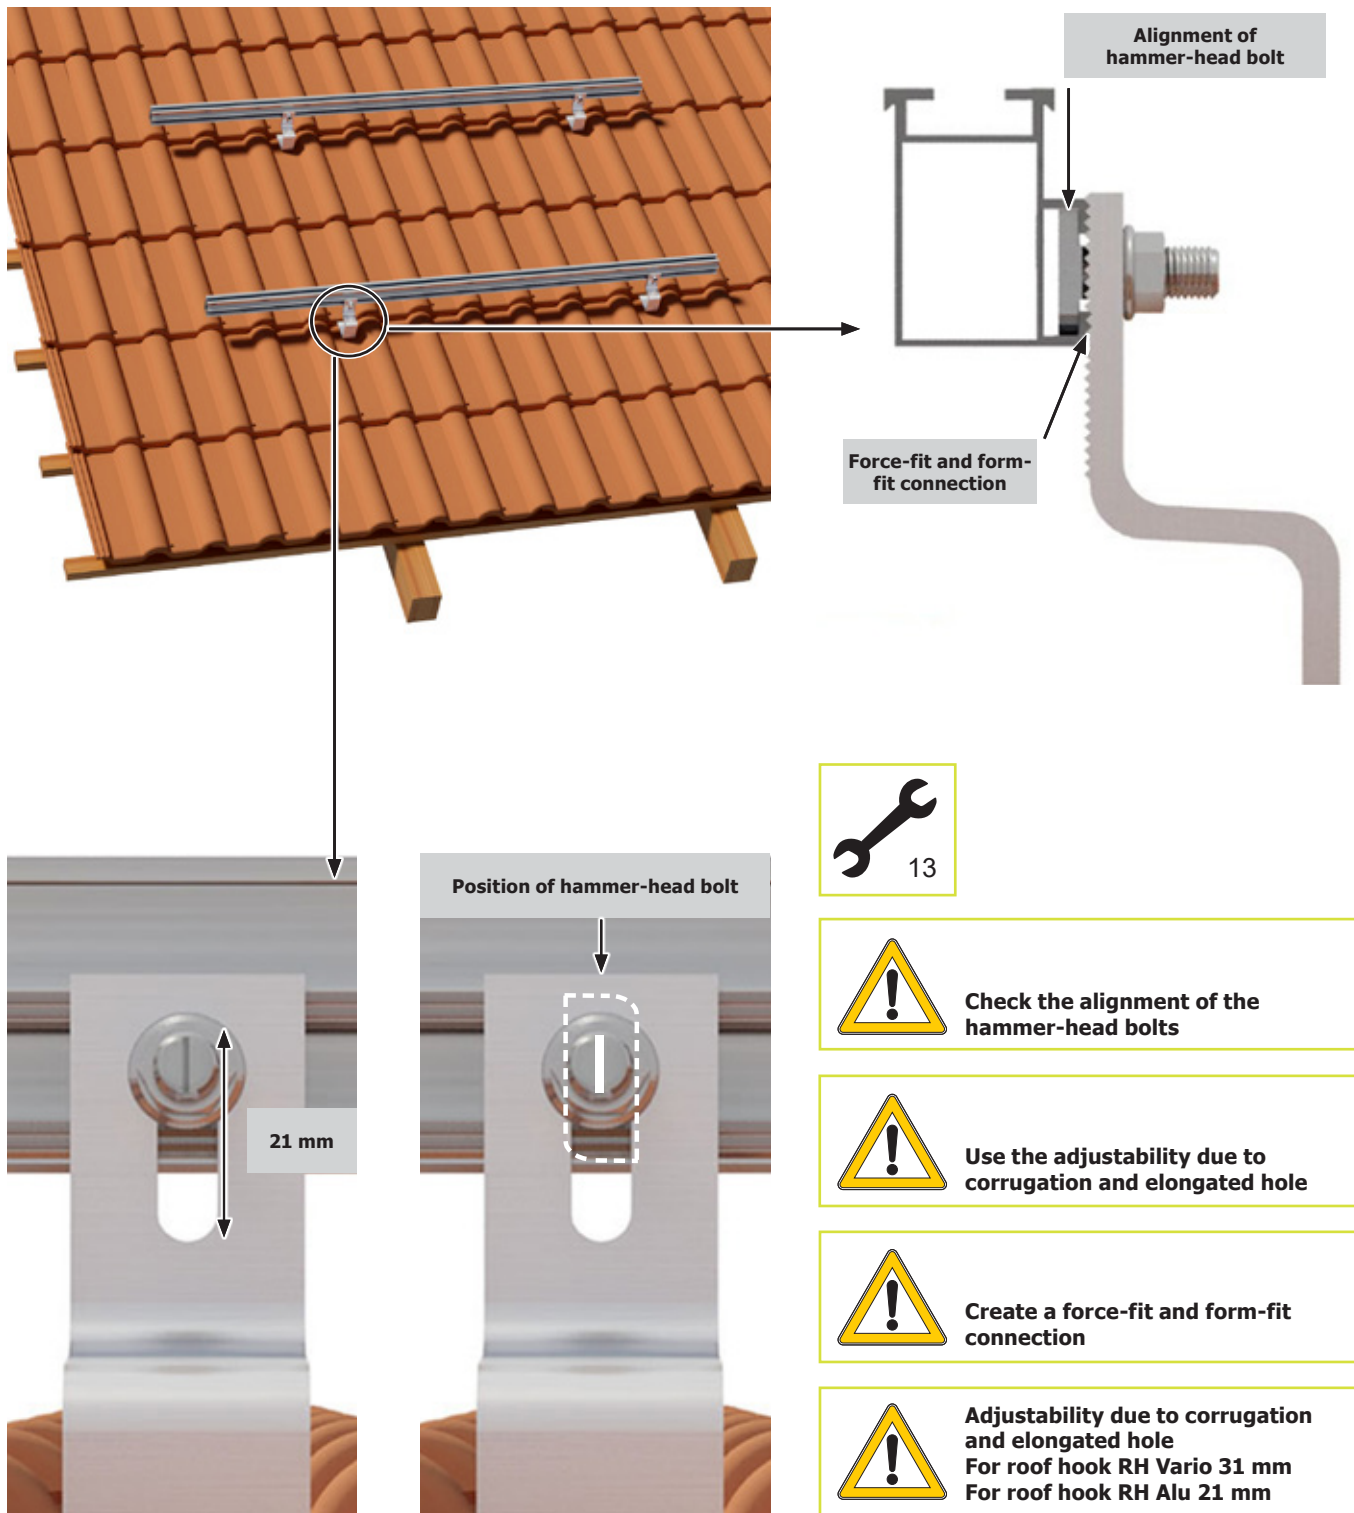 Alignment of
hammer-head bolt
Force-fit and form-
fit connection
13
Position of hammer-head bolt
21 mm
Check the alignment of the
hammer-head bolts
Use the adjustability due to
corrugation and elongated hole
Create a force-fit and form-fit
connection
Adjustability due to corrugation
and elongated hole
For roof hook RH Vario 31 mm
For roof hook RH Alu 21 mm